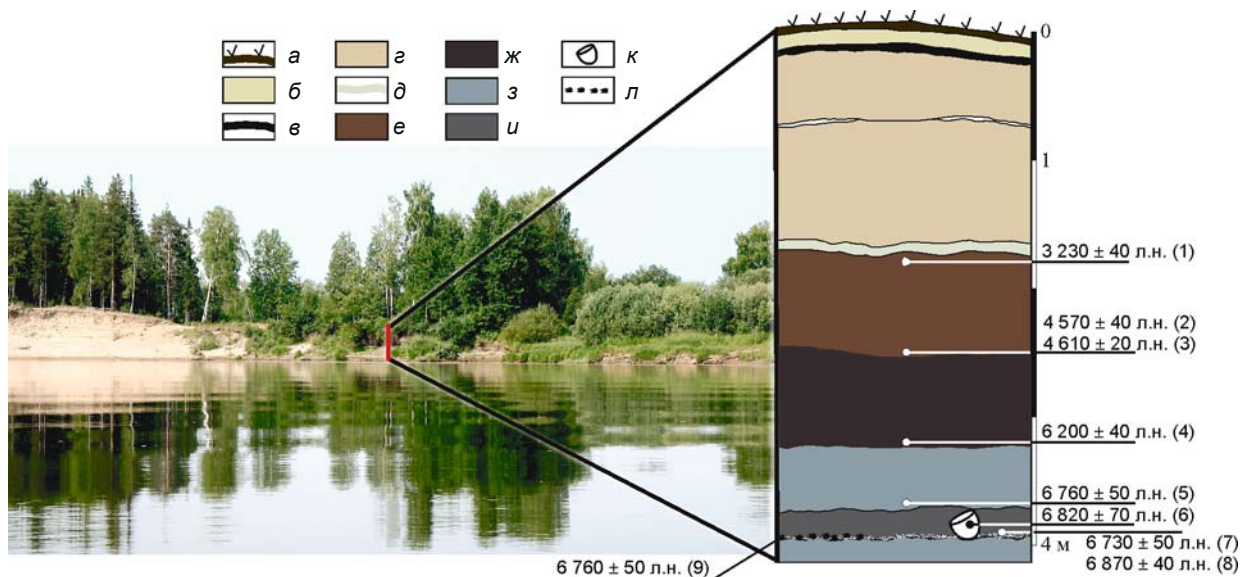 а г ж к
б д з л
в е и
0
1
3 230 ± 40 л.н. (1)
4 570 ± 40 л.н. (2)
4 610 ± 20 л.н. (3)
6 200 ± 40 л.н. (4)
6 760 ± 50 л.н. (5)
6 820 ± 70 л.н. (6)
4 м 6 730 ± 50 л.н. (7)
6 760 ± 50 л.н. (9) 6 870 ± 40 л.н. (8)